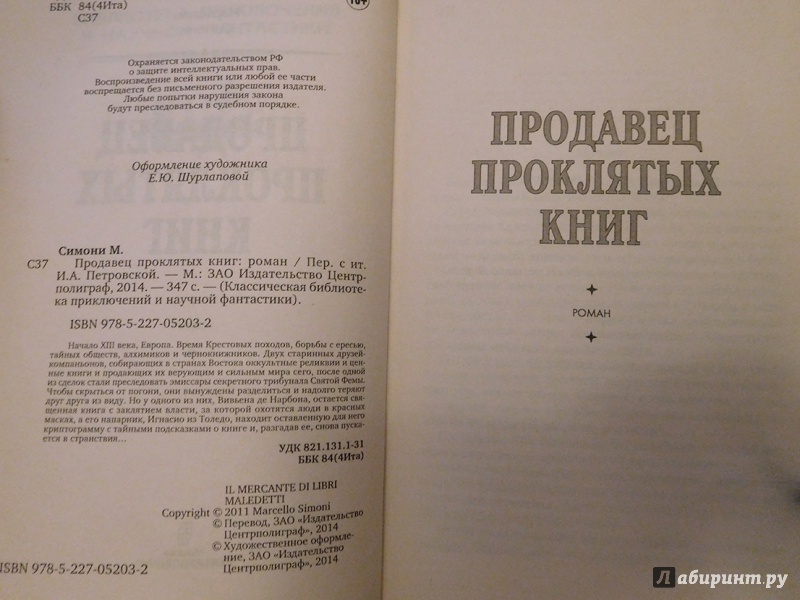 ББК 84(4Ита)
С37
Охраняется законодательством РФ
о защите интеллектуальных прав.
Воспроизведение всей книги или любой ее части
воспрещается без письменного разрешения издателя.
Любые попытки нарушения закона
будут преследоваться в судебном порядке.
Оформление художника
Е.Ю. Шурлаповой
Симони М.
С37 Продавец проклятых книг: роман / Пер. с ит.
И.А. Петровской. — М.: ЗАО Издательство Центр-
полиграф, 2014. — 347 с. — (Классическая библиоте-
ка приключений и научной фантастики).
ISBN 978-5-227-05203-2
Начало XIII века, Европа. Время Крестовых походов, борьбы с ересью,
тайных обществ, алхимиков и чернокнижников. Двух старинных друзей-
компаньонов, собирающих в странах Востока оккультные реликвии и цен-
ные книги и продающих их верующим и сильным мира сего, после одной
из сделок стали преследовать эмиссары секретного трибунала Святой Фемы.
Чтобы скрыться от погони, они вынуждены разделиться и надолго теряют
друг друга из виду. Но у одного из них, Вивьена де Нарбона, остается свя-
щенная книга с заклятием власти, за которой охотятся люди в красных
масках, а его напарник, Игнасио из Толедо, находит оставленную для него
криптограмму с тайными подсказками о книге и, разгадав ее, снова пуска-
ется в странствия...
УДК 821.131.1-31
ББК 84(4Ита)
IL MERCANTE DI LIBRI
MALEDETTI
Copyright © 2011 Marcello Simoni
© Перевод, ЗАО «Издательство
Центрполиграф», 2014
© Художественное оформле-
ние, ЗАО «Издательство
Центрполиграф», 2014
ISBN 978-5-227-05203-2
ПРОДАВЕЦ
ПРОКЛЯТЫХ
КНИГ
РОМАН
Лабиринт.ру